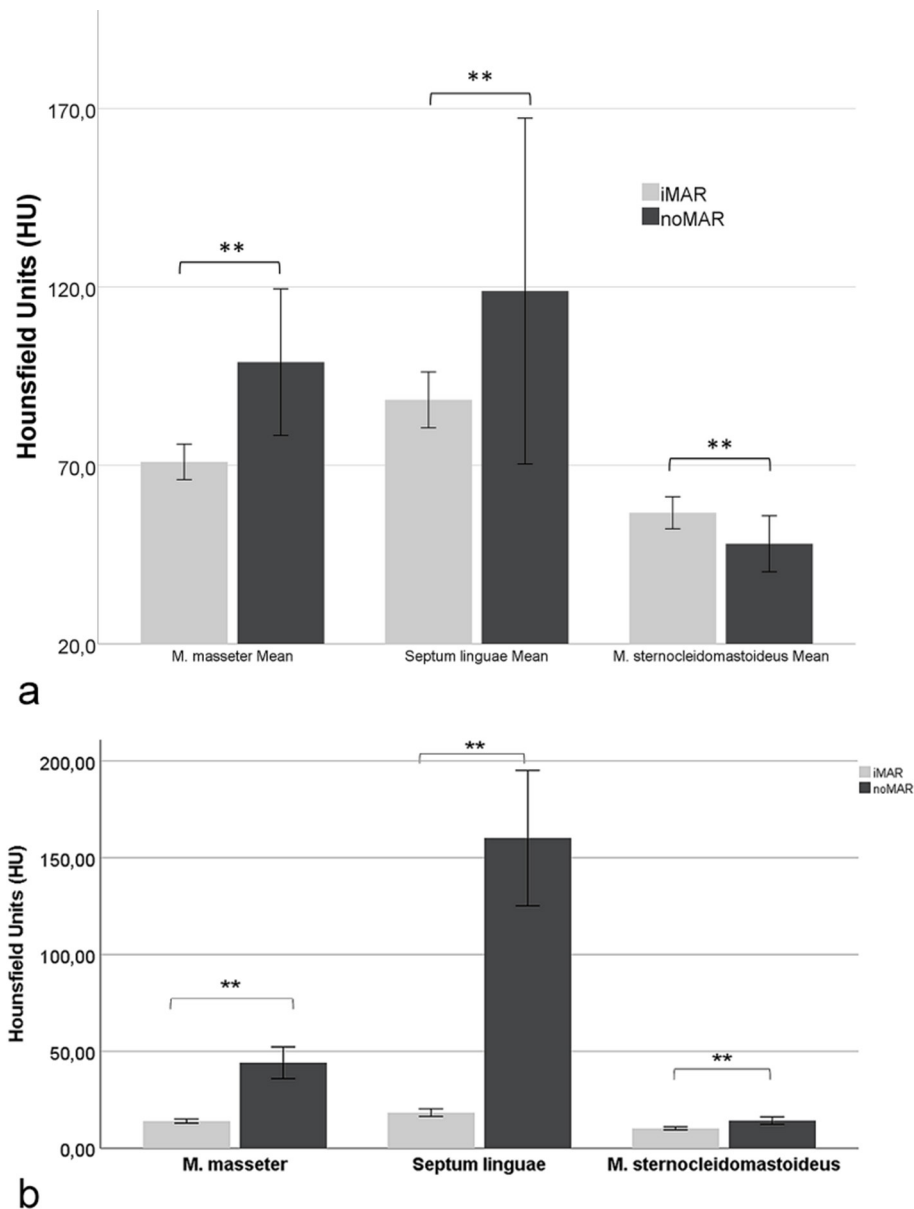 170,0
120,0
70,0
20,0
Hounsfield Units (HU)
**
**
**
iMAR
noMAR
M. masseter Mean
Septum linguae Mean
M. sternocleidomastoideus Mean
a
200,00
150,00
100,00
50,00
0,00
Hounsfield Units (HU)
**
**
**
iMAR
noMAR
M. masseter
Septum linguae
M. sternocleidomastoideus
b